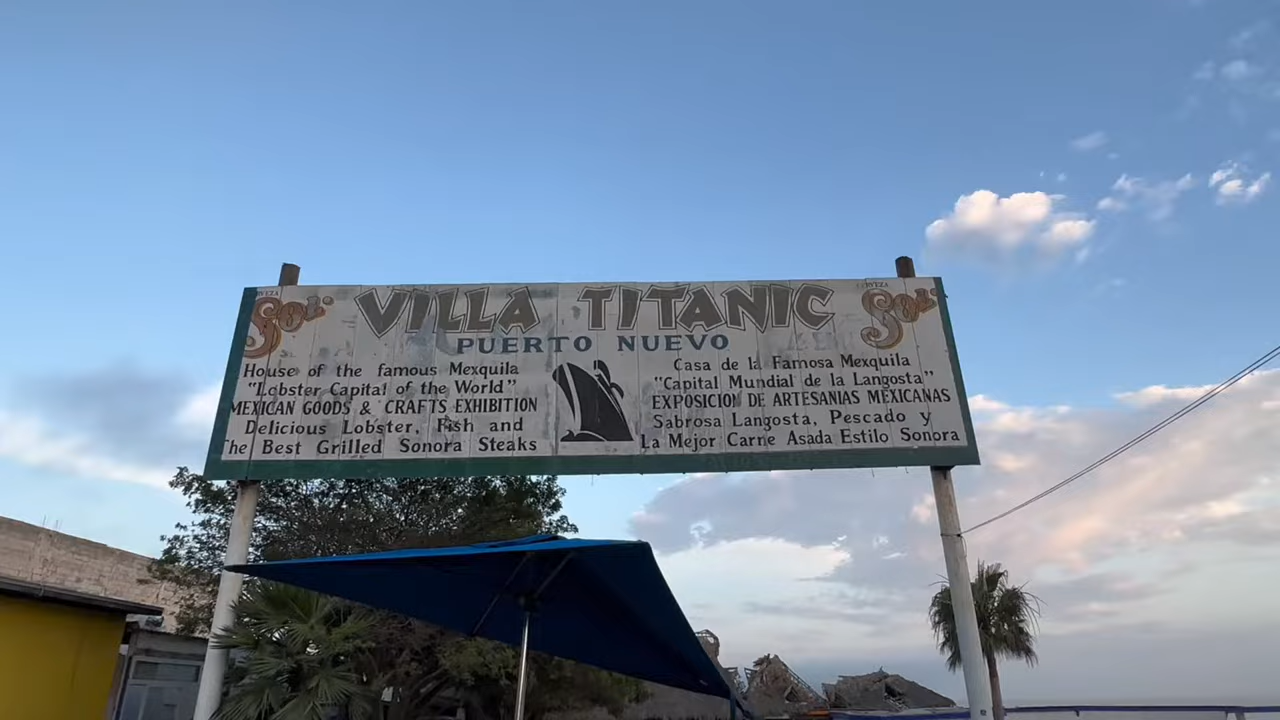 VILLA TITANIC
PUERTO NUEVO
CERVEZA
Sol
House of the famous Mexquila
"Lobster Capital of the World"
MEXICAN GOODS & CRAFTS EXHIBITION
Delicious Lobster, Fish and
The Best Grilled Sonora Steaks
CERVEZA
Sol
Casa de la Famosa Mexquila
"Capital Mundial de la Langosta"
EXPOSICION DE ARTESANIAS MEXICANAS
Sabrosa Langosta, Pescado y
La Mejor Carne Asada Estilo Sonora